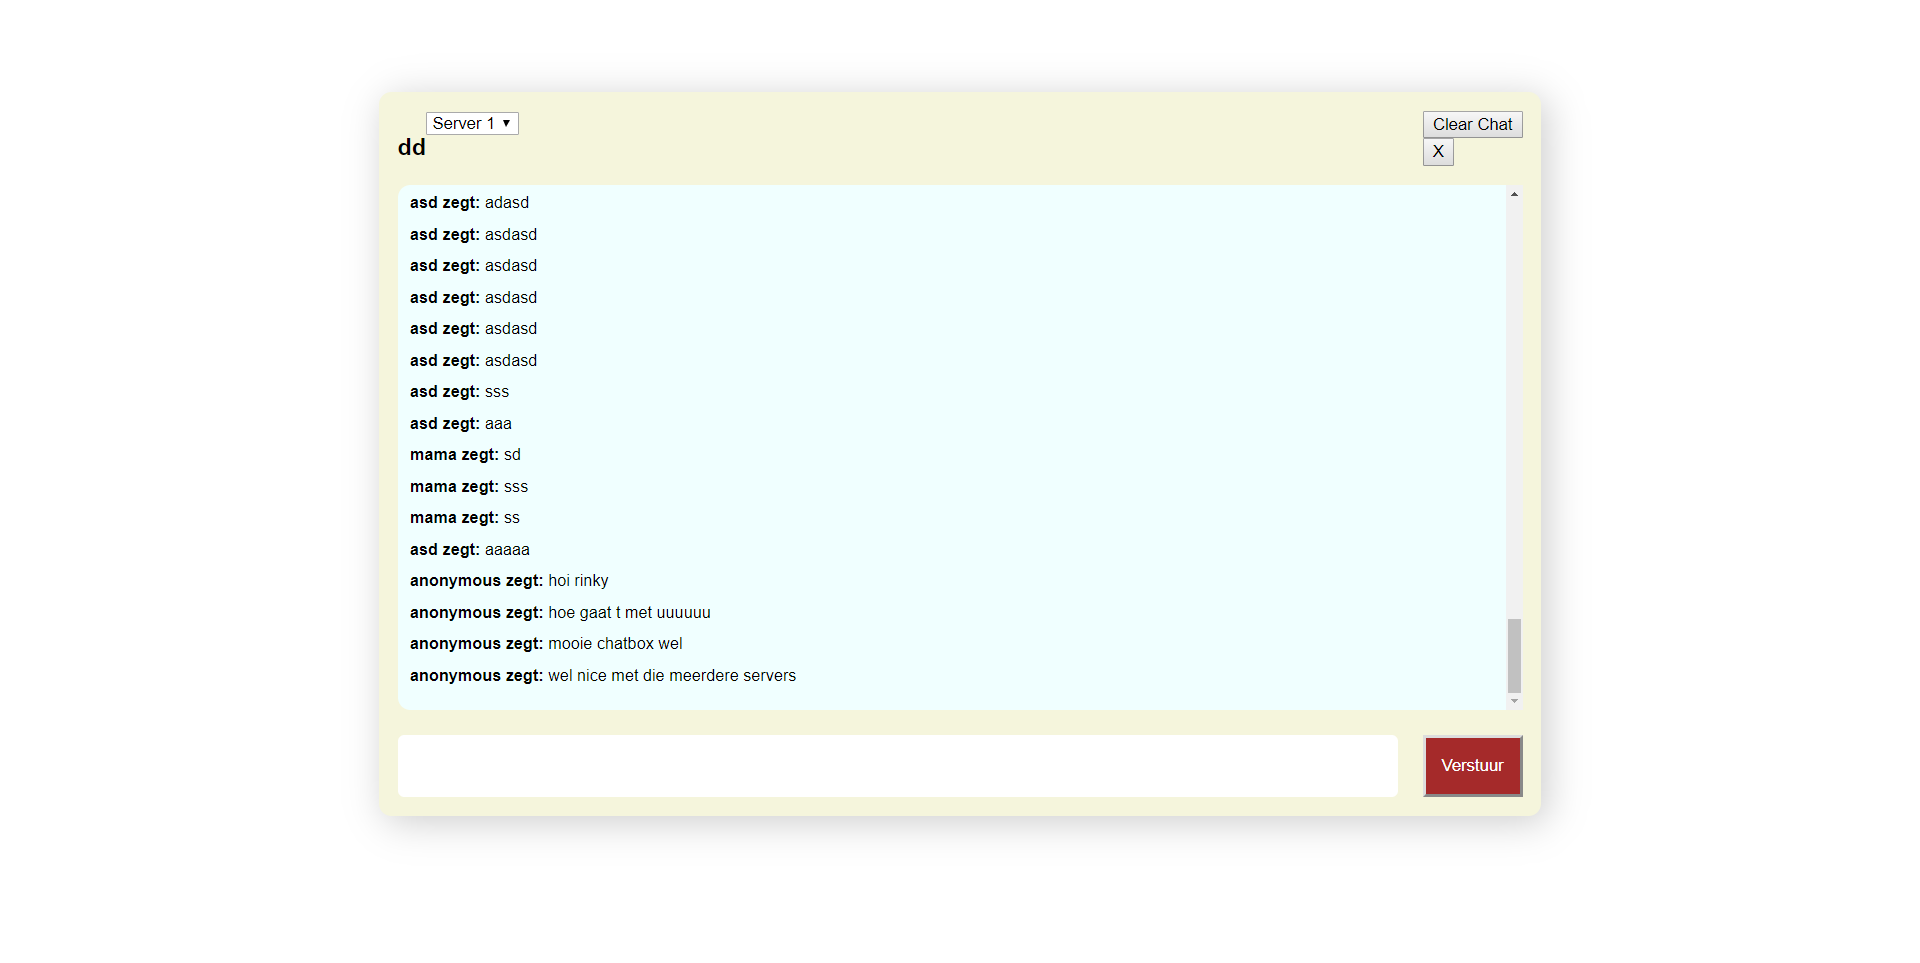 Server 1
dd
Clear Chat
X
asd zegt: adasd
asd zegt: asdasd
asd zegt: asdasd
asd zegt: asdasd
asd zegt: asdasd
asd zegt: asdasd
asd zegt: sss
asd zegt: aaa
mama zegt: sd
mama zegt: sss
mama zegt: ss
asd zegt: aaaaa
anonymous zegt: hoi rinky
anonymous zegt: hoe gaat t met uuuuuu
anonymous zegt: mooie chatbox wel
anonymous zegt: wel nice met die meerdere servers
Verstuur